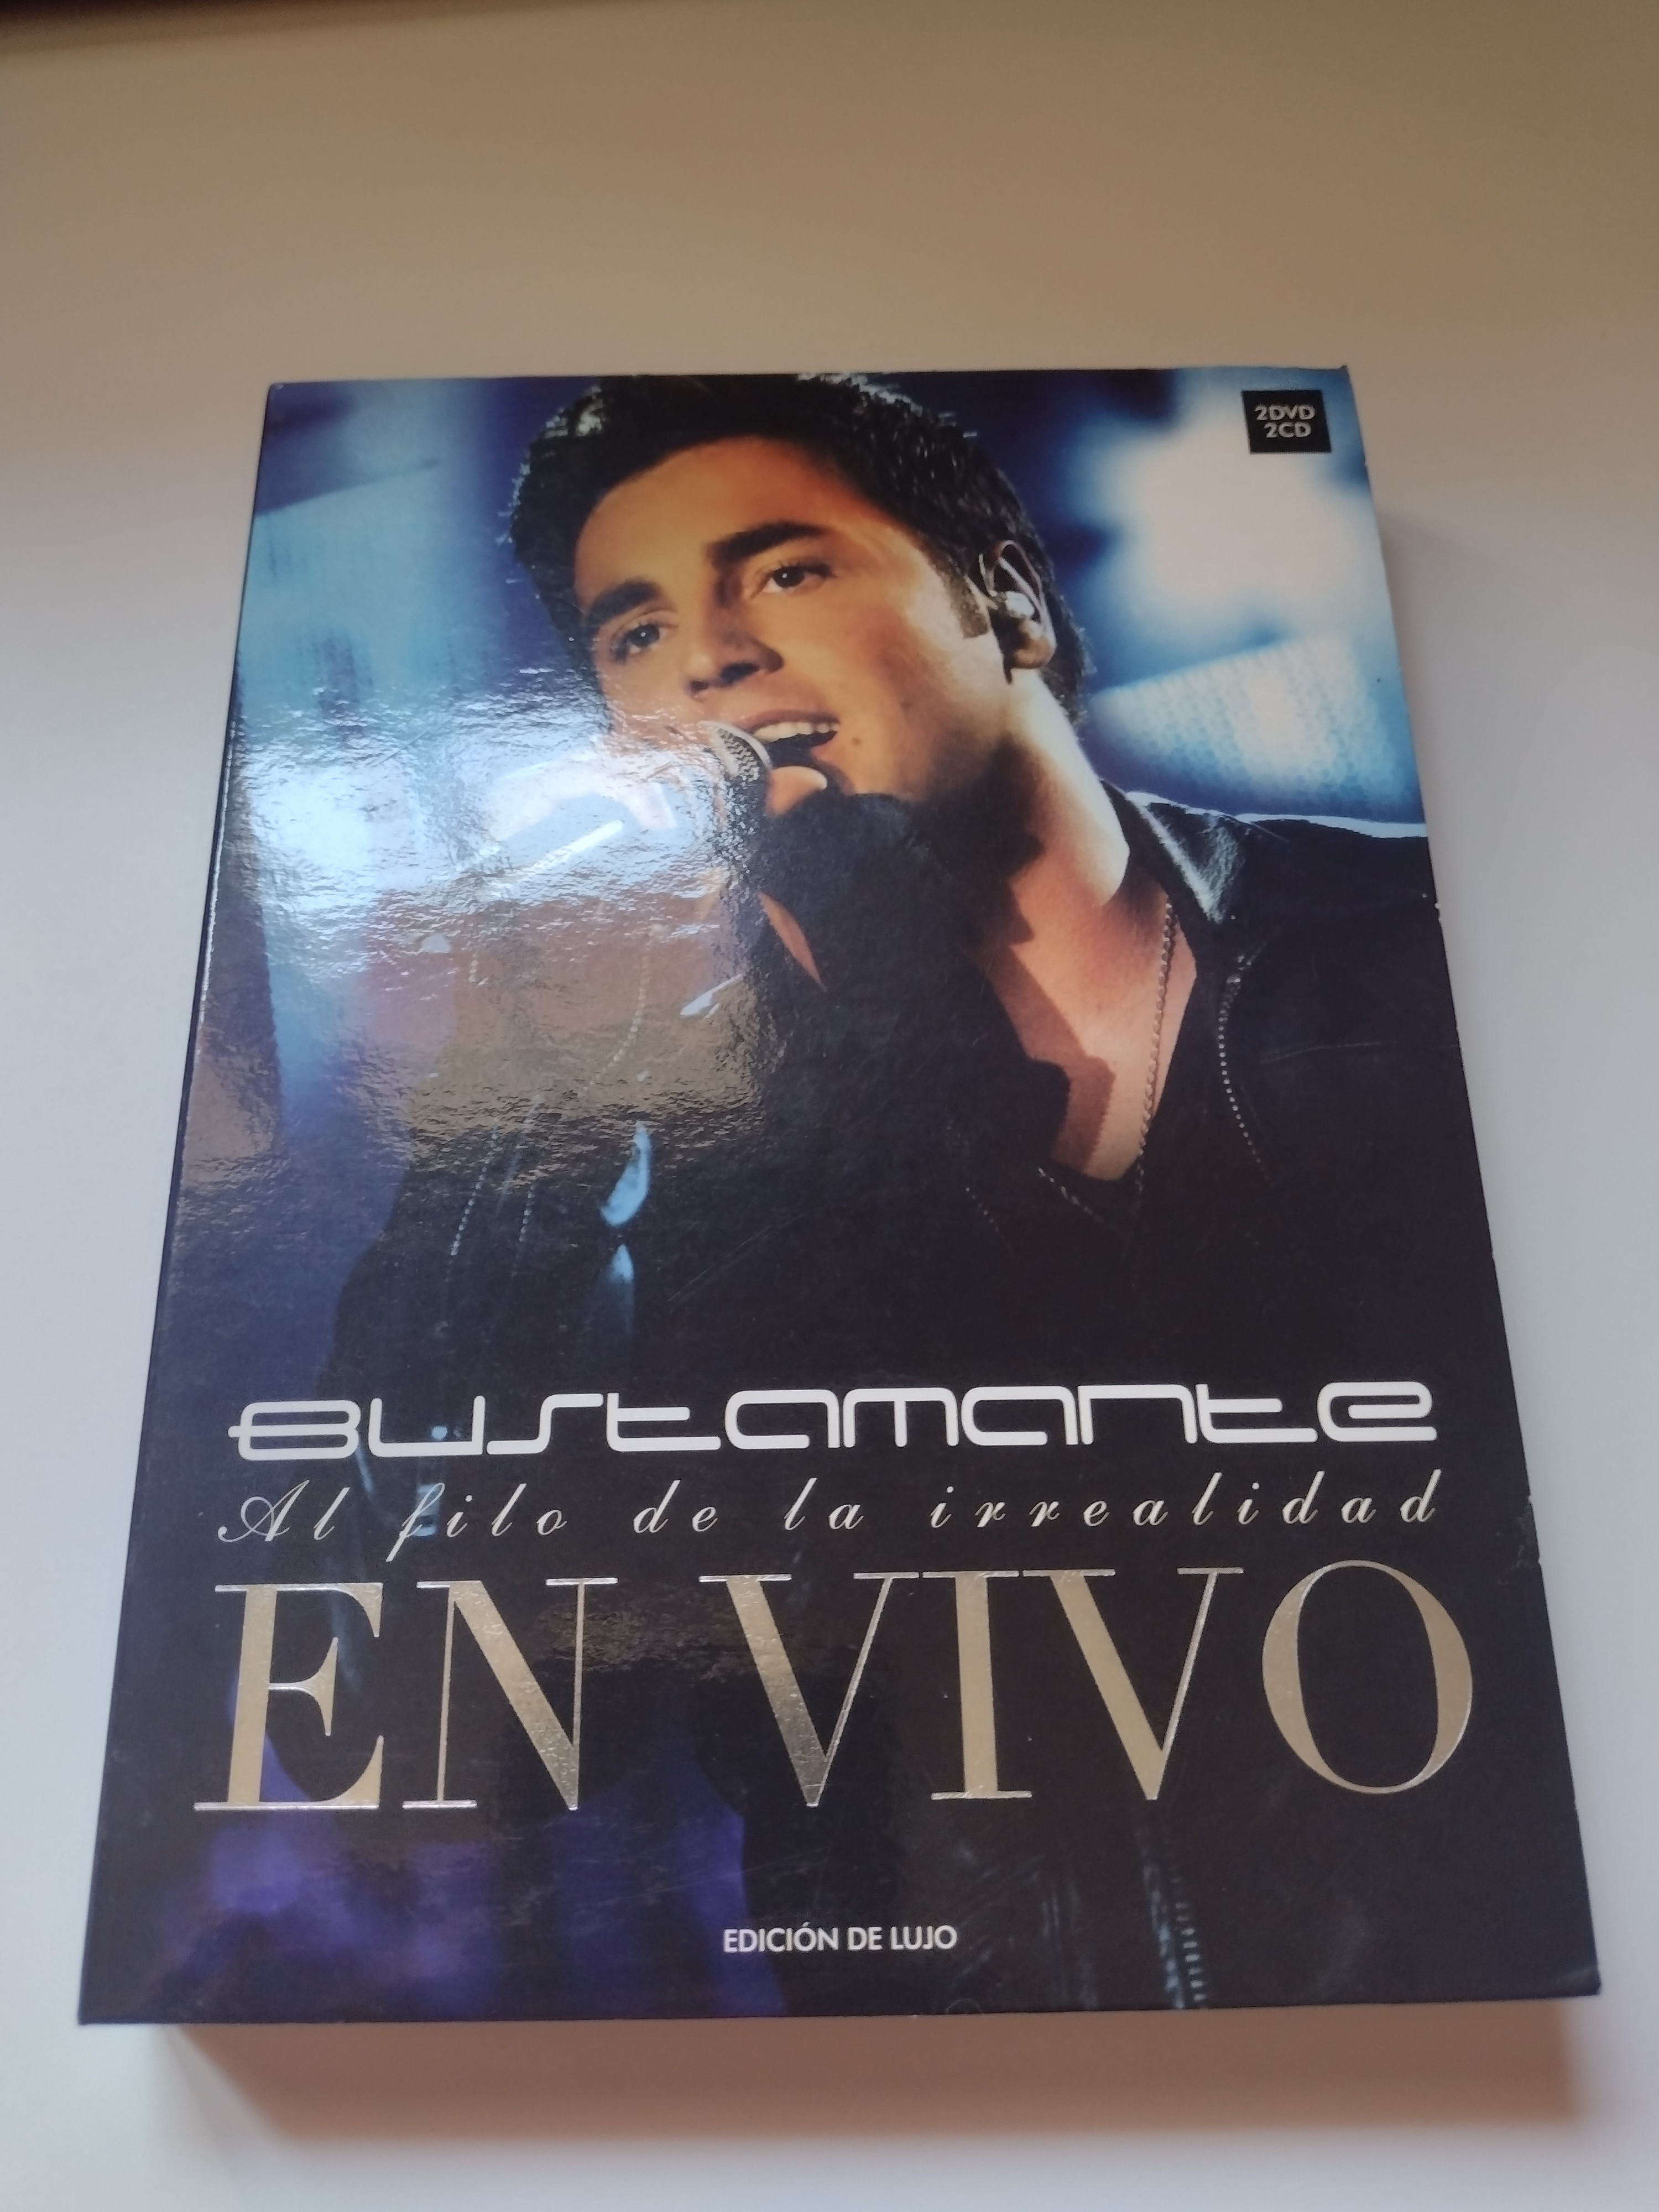 2DVD
2CD
Bustamante
Al filo de la irrealidad
EN VIVO
EDICIÓN DE LUJO